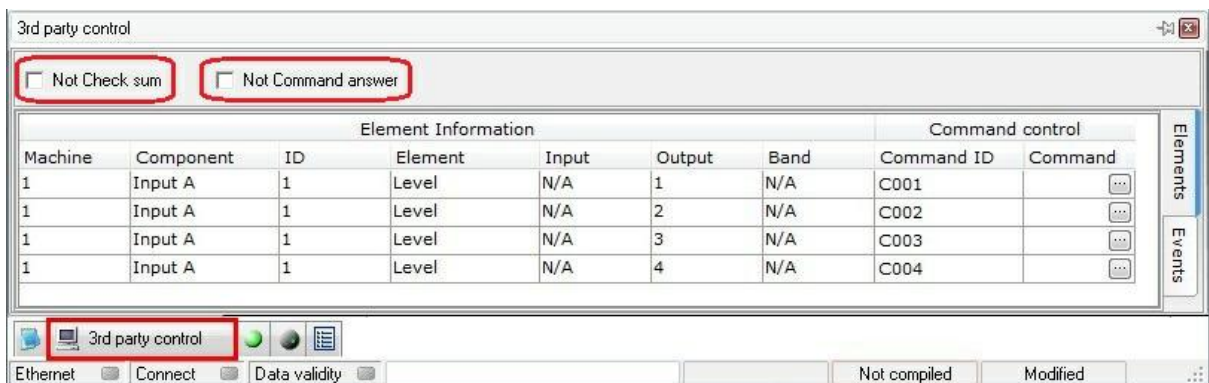 3rd party control
Not Check sum Not Command answer
Element Information Command control
Machine Component ID Element Input Output Band Command ID Command
1 Input A 1 Level N/A 1 N/A C001 ...
1 Input A 1 Level N/A 2 N/A C002 ...
1 Input A 1 Level N/A 3 N/A C003 ...
1 Input A 1 Level N/A 4 N/A C004 ...
Elements
Events
3rd party control
Ethernet Connect Data validity Not compiled Modified